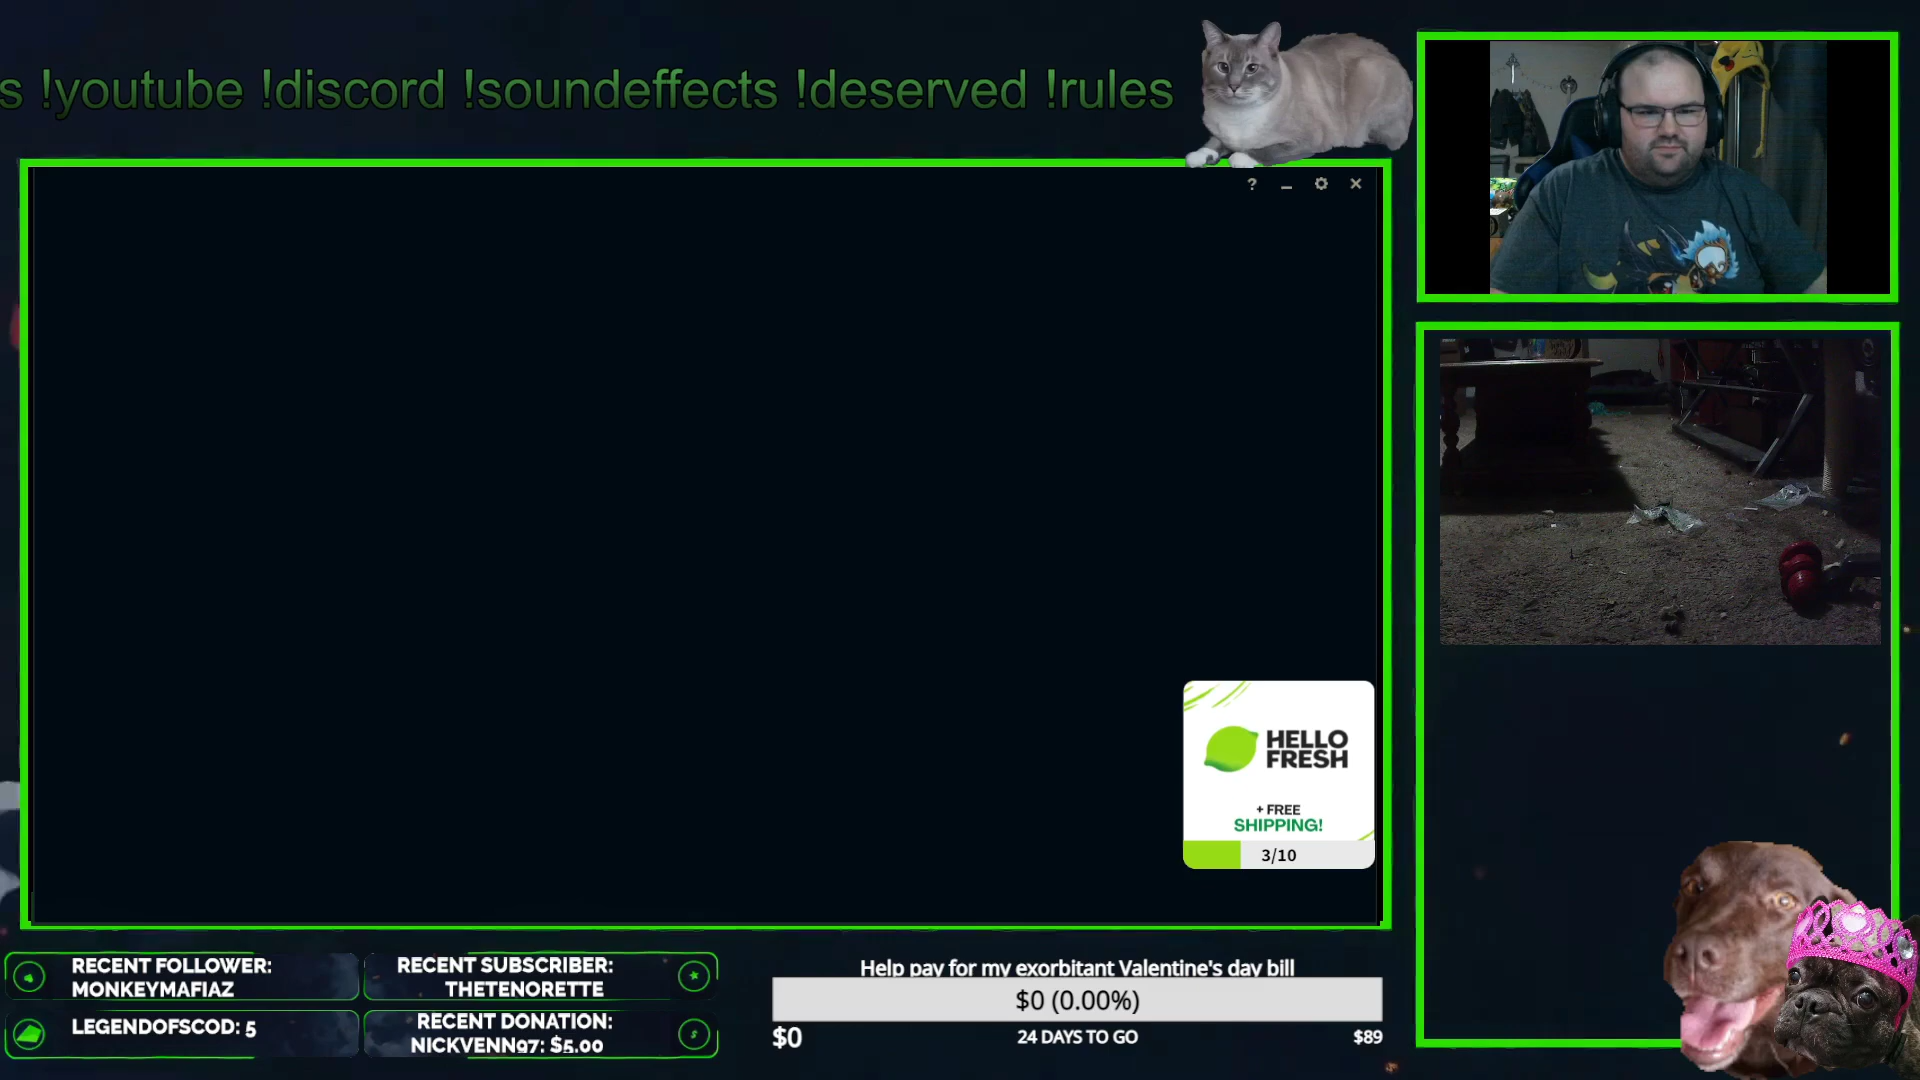 s !youtube !discord !soundeffects !deserved !rules
?
HELLO
FRESH
+ FREE
SHIPPING!
3/10
RECENT FOLLOWER:
MONKEYMAFIAZ
RECENT SUBSCRIBER:
THETENORETTE
LEGENDOFSCOD: 5
RECENT DONATION:
NICKVENN97: $5.00
Help pay for my exorbitant Valentine's day bill
$0 (0.00%)
$0
24 DAYS TO GO
$89